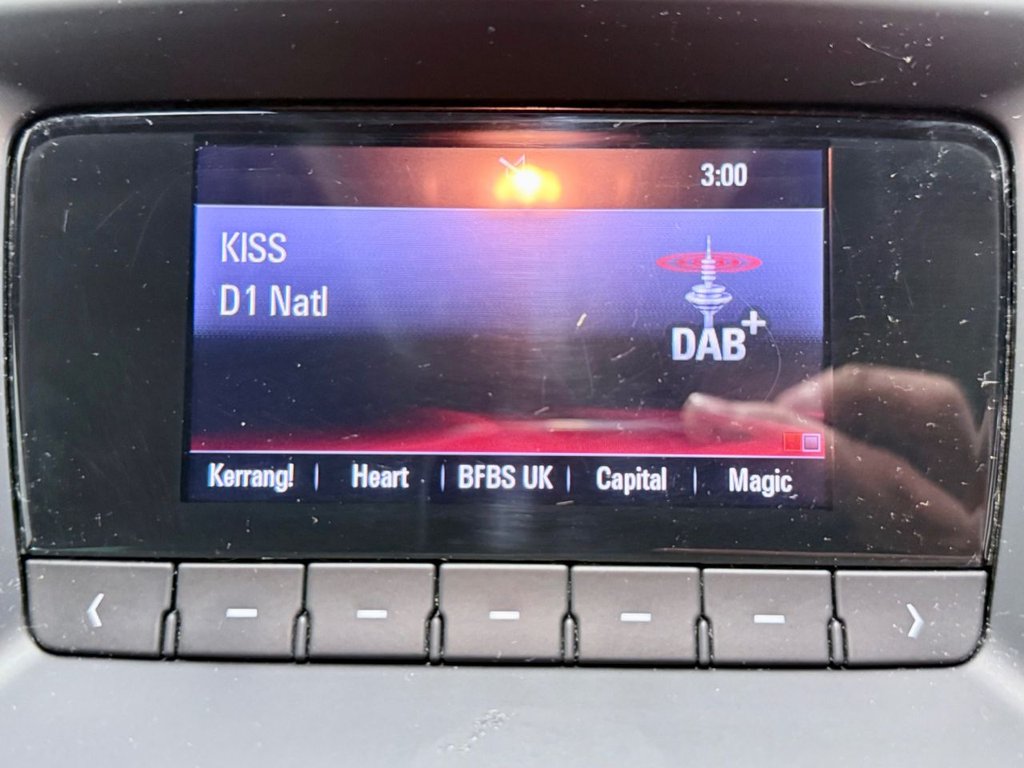 3:00
KISS
D1 Natl
DAB+
Kerrang! | Heart | BFBS UK | Capital | Magic